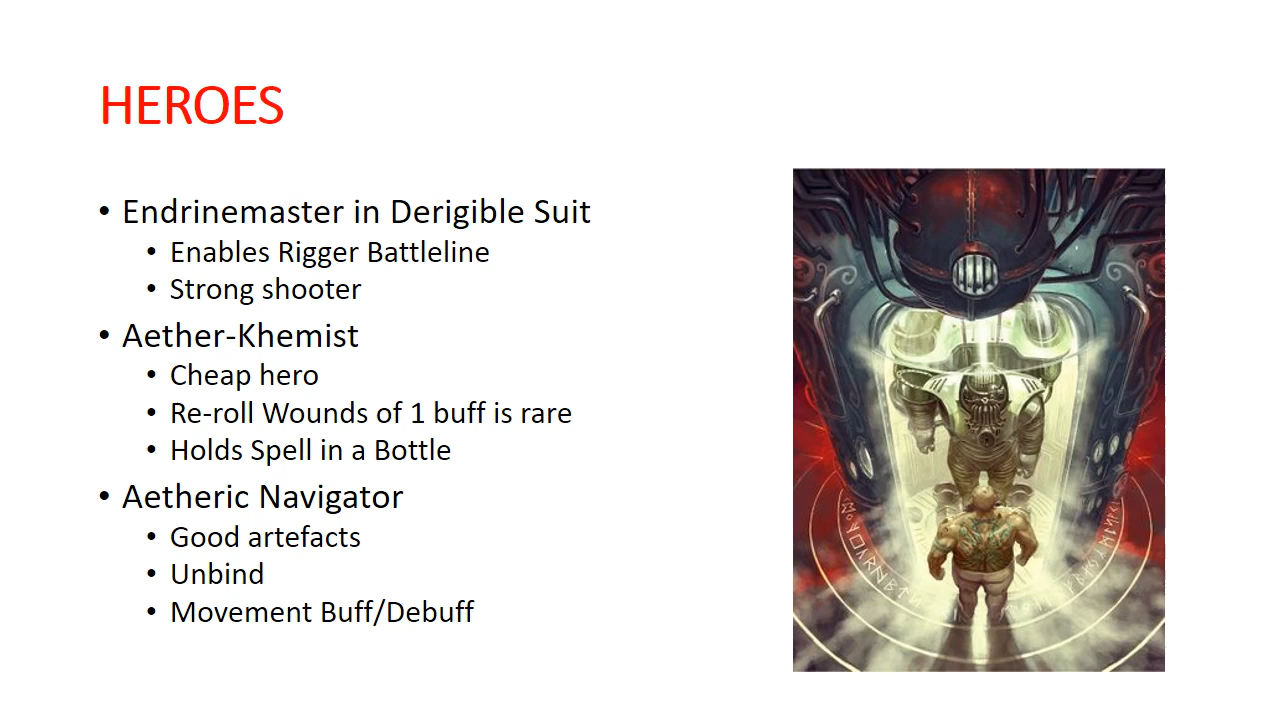 HEROES
• Endrinemaster in Derigible Suit
• Enables Rigger Battleline
• Strong shooter
• Aether-Khemist
• Cheap hero
• Re-roll Wounds of 1 buff is rare
• Holds Spell in a Bottle
• Aetheric Navigator
• Good artefacts
• Unbind
• Movement Buff/Debuff